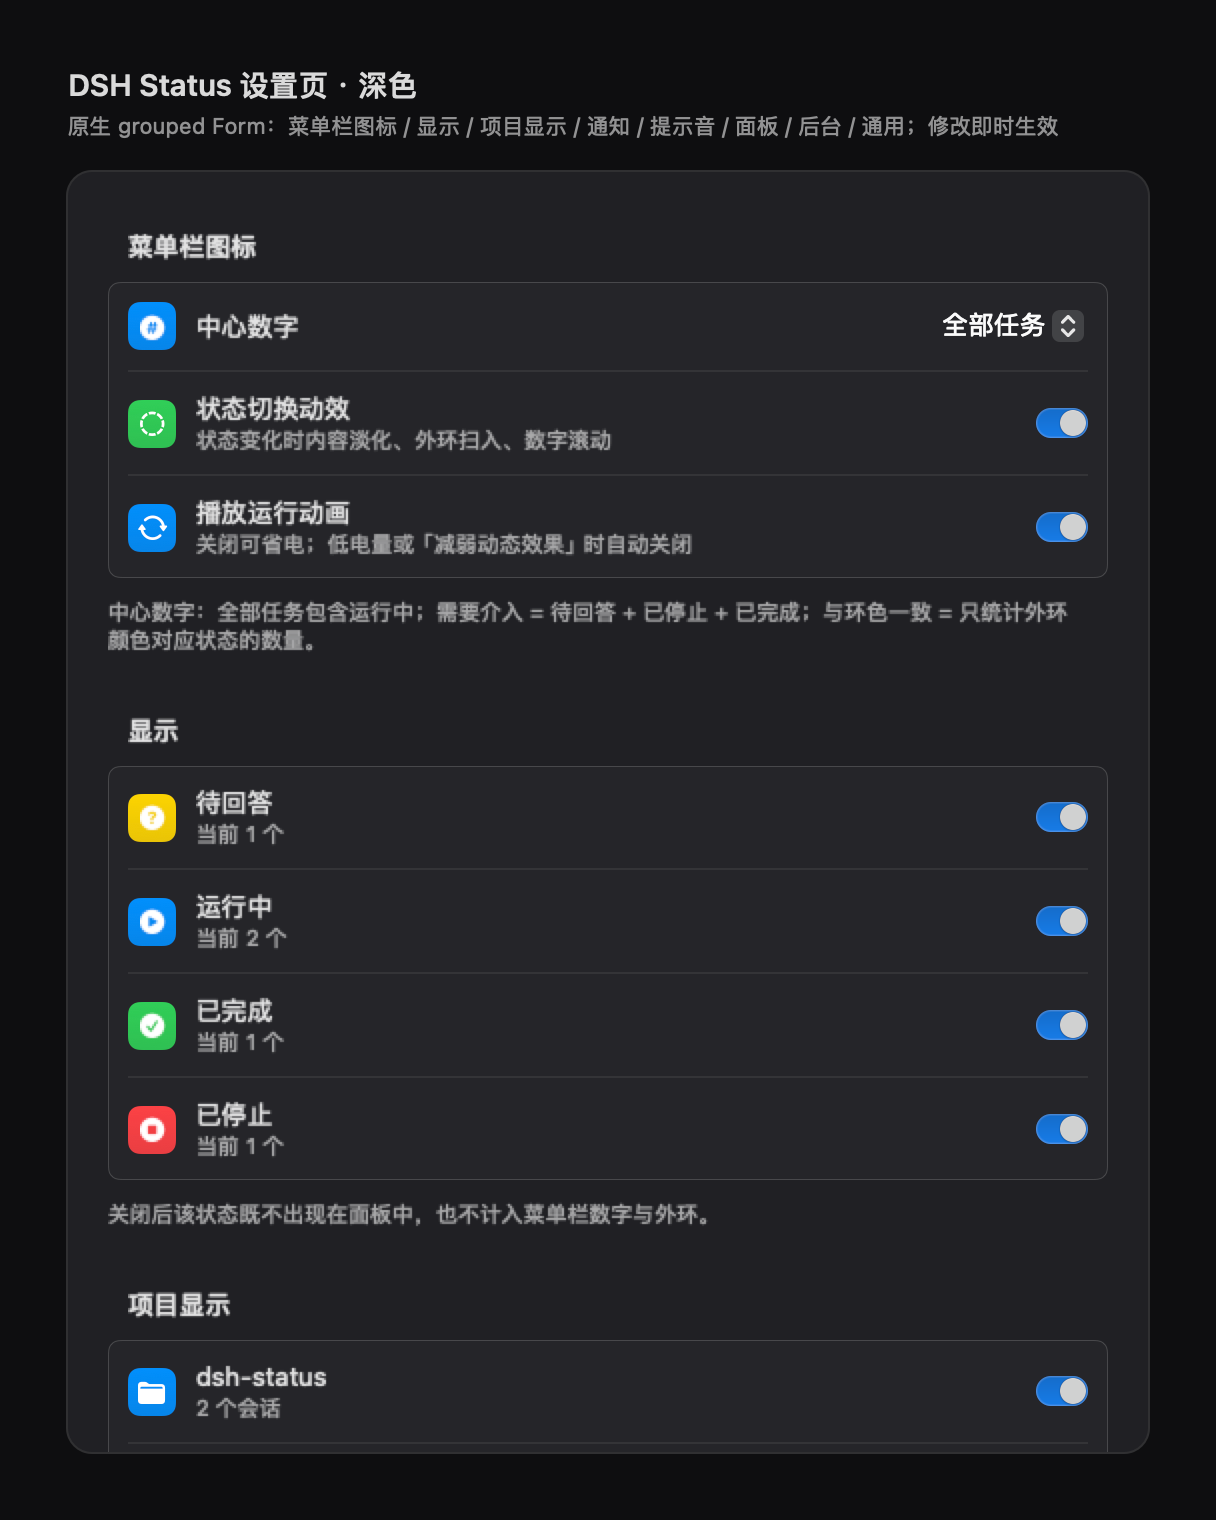 DSH Status 设置页 · 深色
原生 grouped Form：菜单栏图标 / 显示 / 项目显示 / 通知 / 提示音 / 面板 / 后台 / 通用；修改即时生效
菜单栏图标
中心数字
全部任务
状态切换动效
状态变化时内容淡化、外环扫入、数字滚动
播放运行动画
关闭可省电；低电量或「减弱动态效果」时自动关闭
中心数字：全部任务包含运行中；需要介入 = 待回答 + 已停止 + 已完成；与环色一致 = 只统计外环
颜色对应状态的数量。
显示
待回答
当前 1 个
运行中
当前 2 个
已完成
当前 1 个
已停止
当前 1 个
关闭后该状态既不出现在面板中，也不计入菜单栏数字与外环。
项目显示
dsh-status
2 个会话